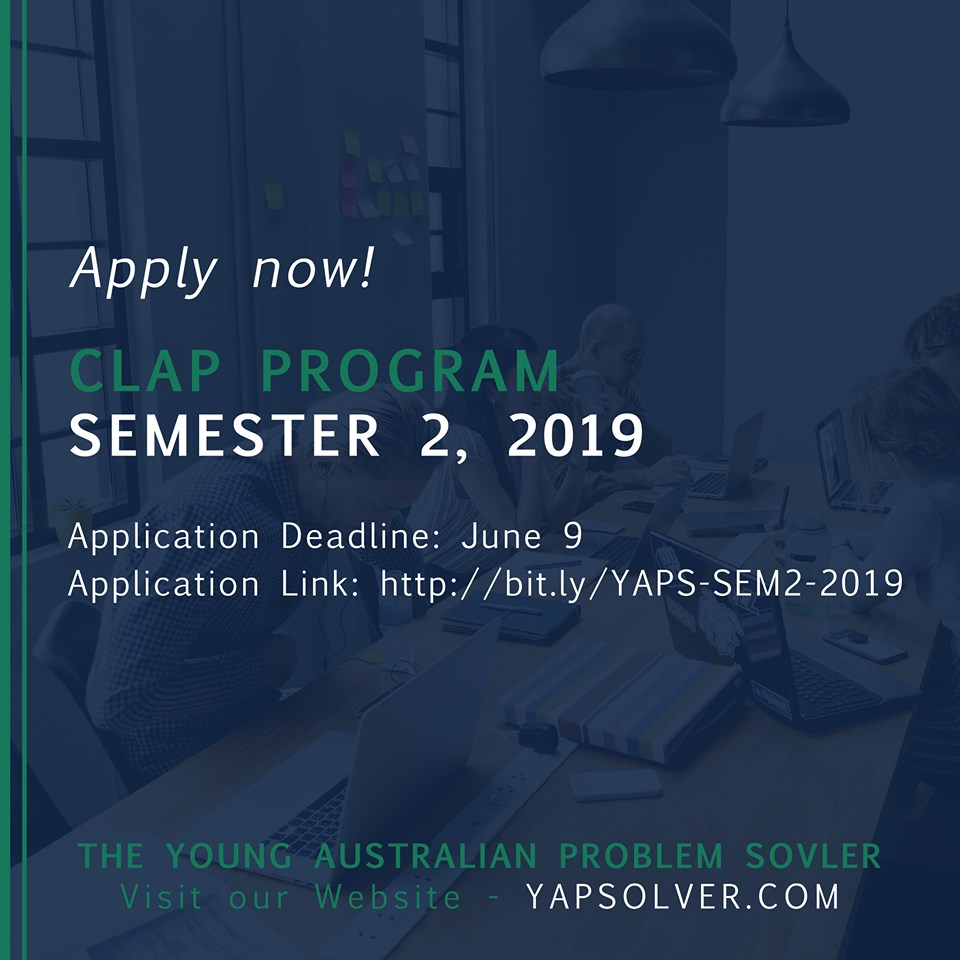 Apply now!
CLAP PROGRAM
SEMESTER 2, 2019
Application Deadline: June 9
Application Link: http://bit.ly/YAPS-SEM2-2019
THE YOUNG AUSTRALIAN PROBLEM SOVLER
Visit our Website - YAPSOLVER.COM